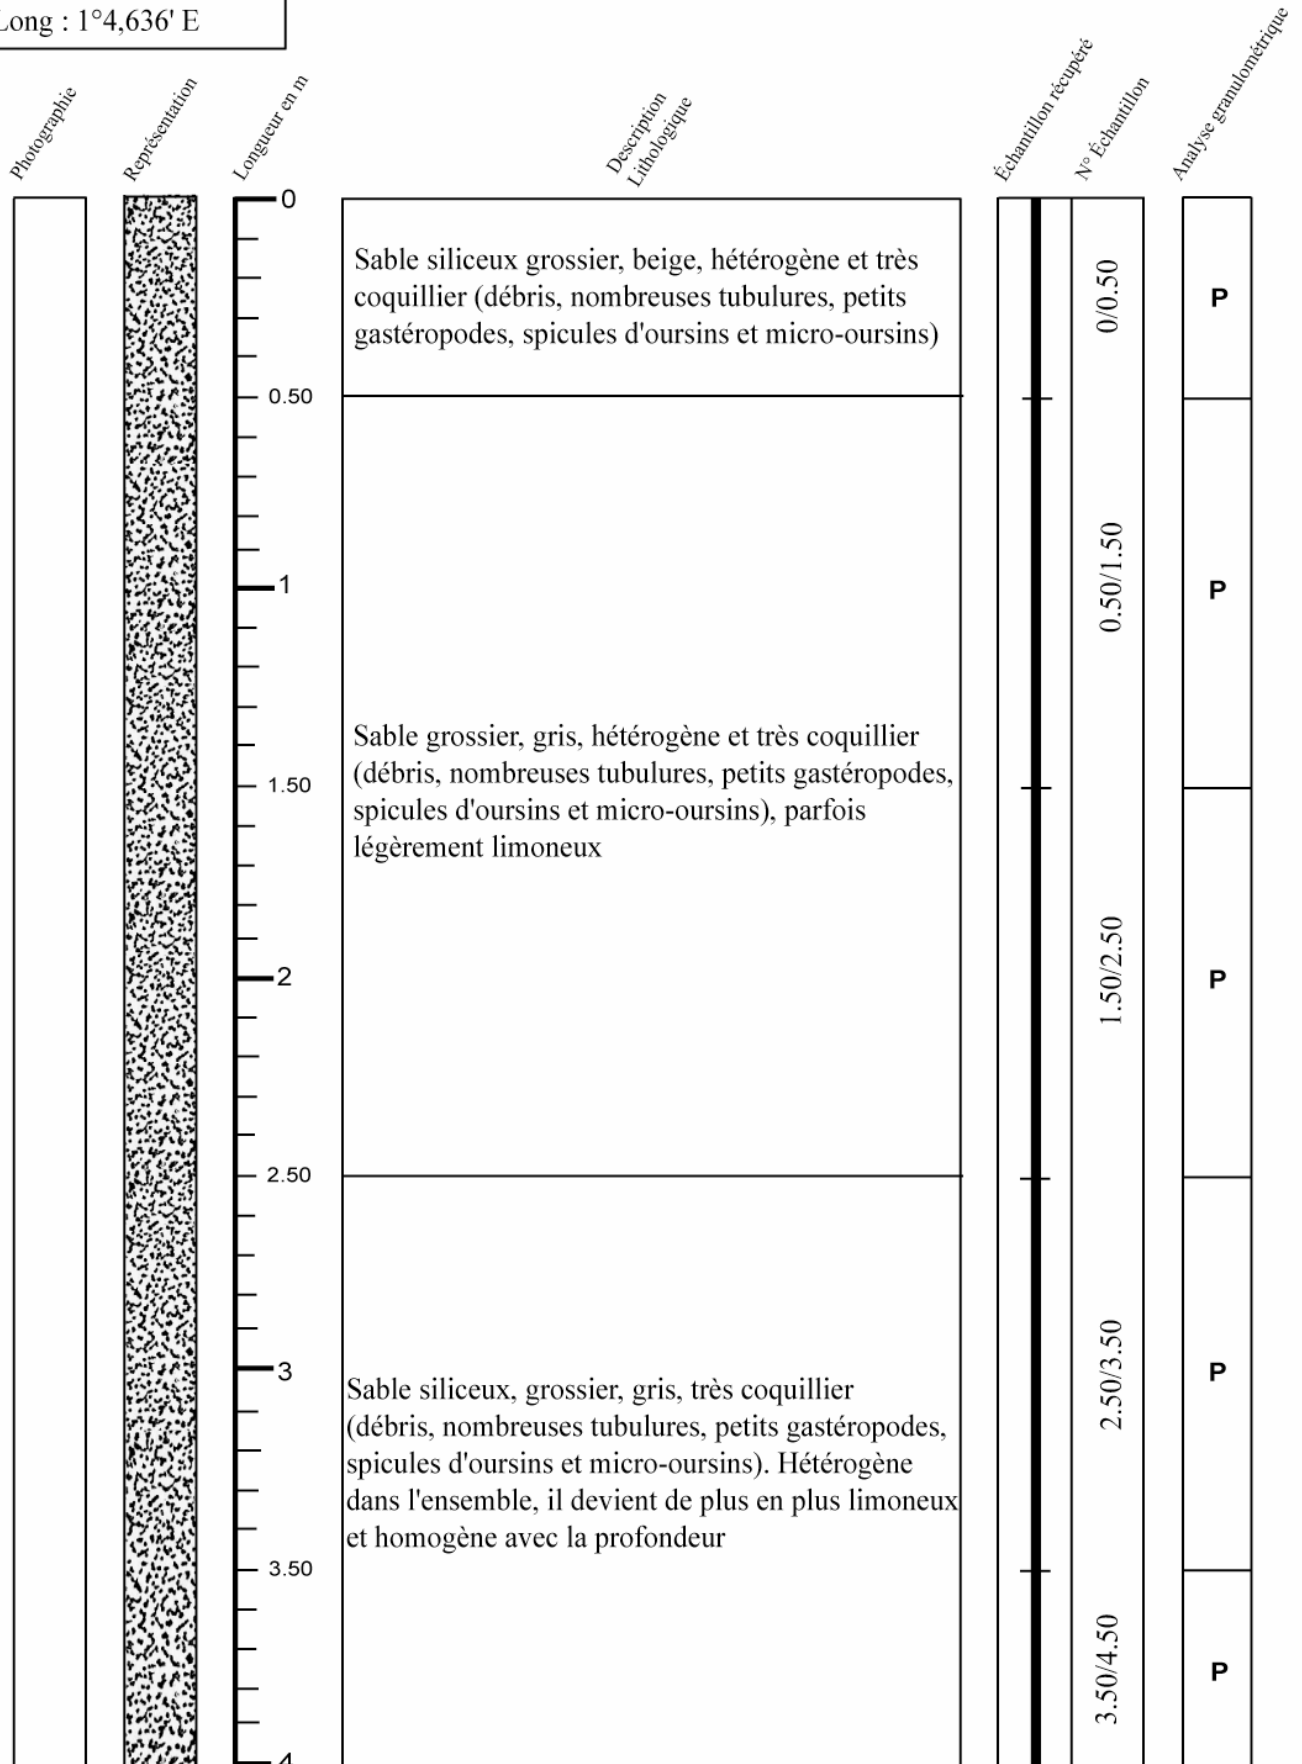 Long : 1°4,636' E
Photographie
Représentation
Longueur en m
Description
Lithologique
Échantillon récupéré
N° Échantillon
Analyse granulométrique
0
Sable siliceux grossier, beige, hétérogène et très
coquillier (débris, nombreuses tubulures, petits
gastéropodes, spicules d'oursins et micro-oursins)
0/0.50
P
0.50
0.50/1.50
P
1
Sable grossier, gris, hétérogène et très coquillier
(débris, nombreuses tubulures, petits gastéropodes,
spicules d'oursins et micro-oursins), parfois
légèrement limoneux
1.50
1.50/2.50
P
2
2.50
2.50/3.50
P
3
Sable siliceux, grossier, gris, très coquillier
(débris, nombreuses tubulures, petits gastéropodes,
spicules d'oursins et micro-oursins). Hétérogène
dans l'ensemble, il devient de plus en plus limoneux
et homogène avec la profondeur
3.50
3.50/4.50
P
4